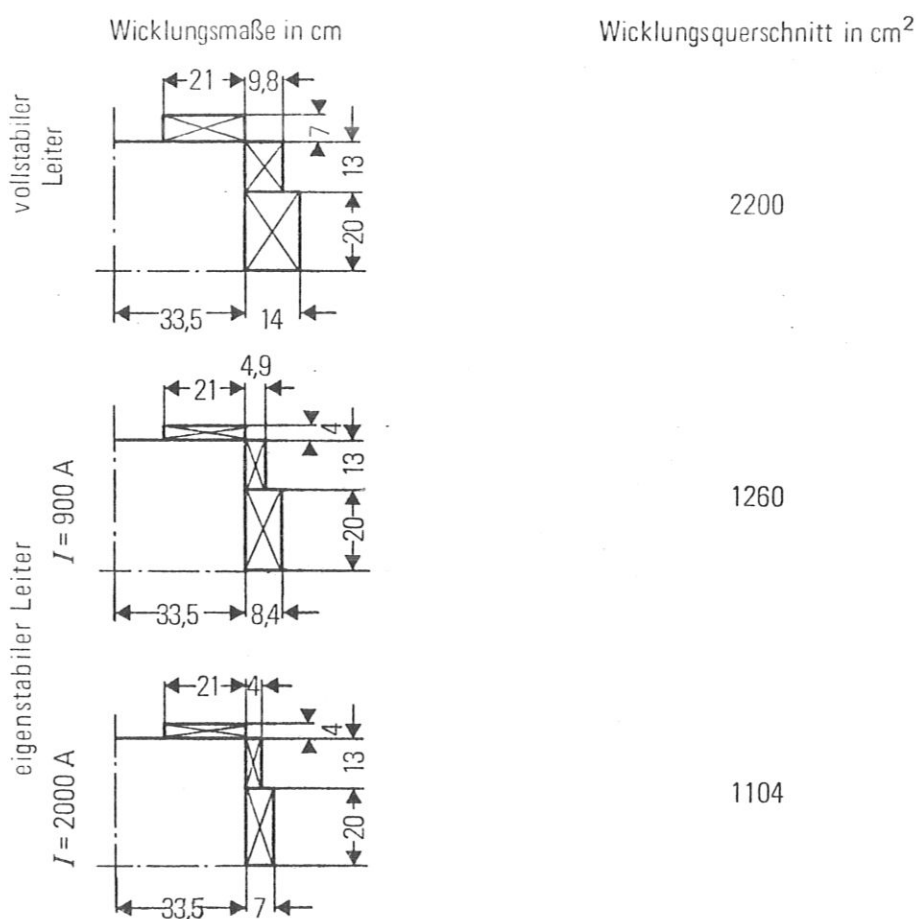 Wicklungsmaße in cm
Wicklungsquerschnitt in cm²
vollstabiler
Leiter
21 9,8
7
13
20
33,5 14
2200
eigenstabiler Leiter
I = 900 A
4,9
21
4
13
20
33,5 8,4
1260
I = 2000 A
21 4
4
13
20
33,5 7
1104